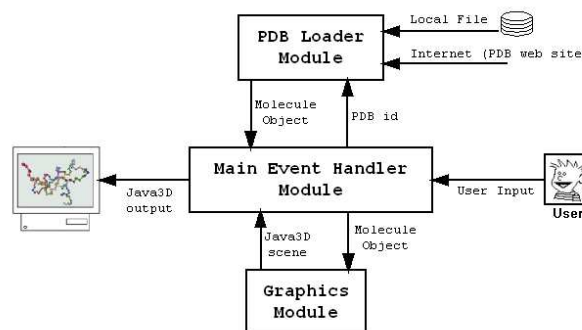 Local File
PDB Loader
Module
Internet (PDB web site
Molecule
Object
PDB id
Main Event Handler
Module
Java3D
output
User Input
User
Java3D
scene
Molecule
Object
Graphics
Module